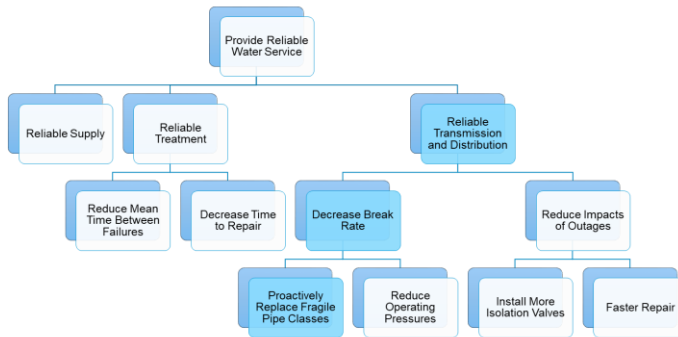 Provide Reliable
Water Service
Reliable Supply
Reliable
Treatment
Reliable
Transmission
and Distribution
Reduce Mean
Time Between
Failures
Decrease Time
to Repair
Decrease Break
Rate
Reduce Impacts
of Outages
Proactively
Replace Fragile
Pipe Classes
Reduce
Operating
Pressures
Install More
Isolation Valves
Faster Repair